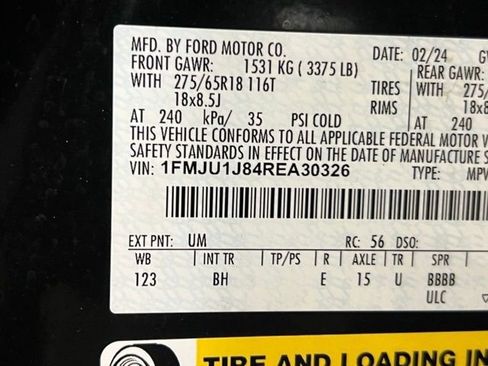 MFD. BY FORD MOTOR CO. DATE: 02/24 GV
FRONT GAWR: 1531 KG ( 3375 LB) REAR GAWR:
WITH 275/65R18 116T TIRES WITH 275/
18x8.5J RIMS 18x8
AT 240 kPa/ 35 PSI COLD AT 240
THIS VEHICLE CONFORMS TO ALL APPLICABLE FEDERAL MOTOR V
SAFETY STANDARDS IN EFFECT ON THE DATE OF MANUFACTURE S
VIN: 1FMJU1J84REA30326 TYPE: MPV
EXT PNT: UM RC: 56 DSO:
WB INT TR TP/PS R AXLE TR SPR
123 BH E 15 U BBBB
ULC
TIRE AND LOADING IN